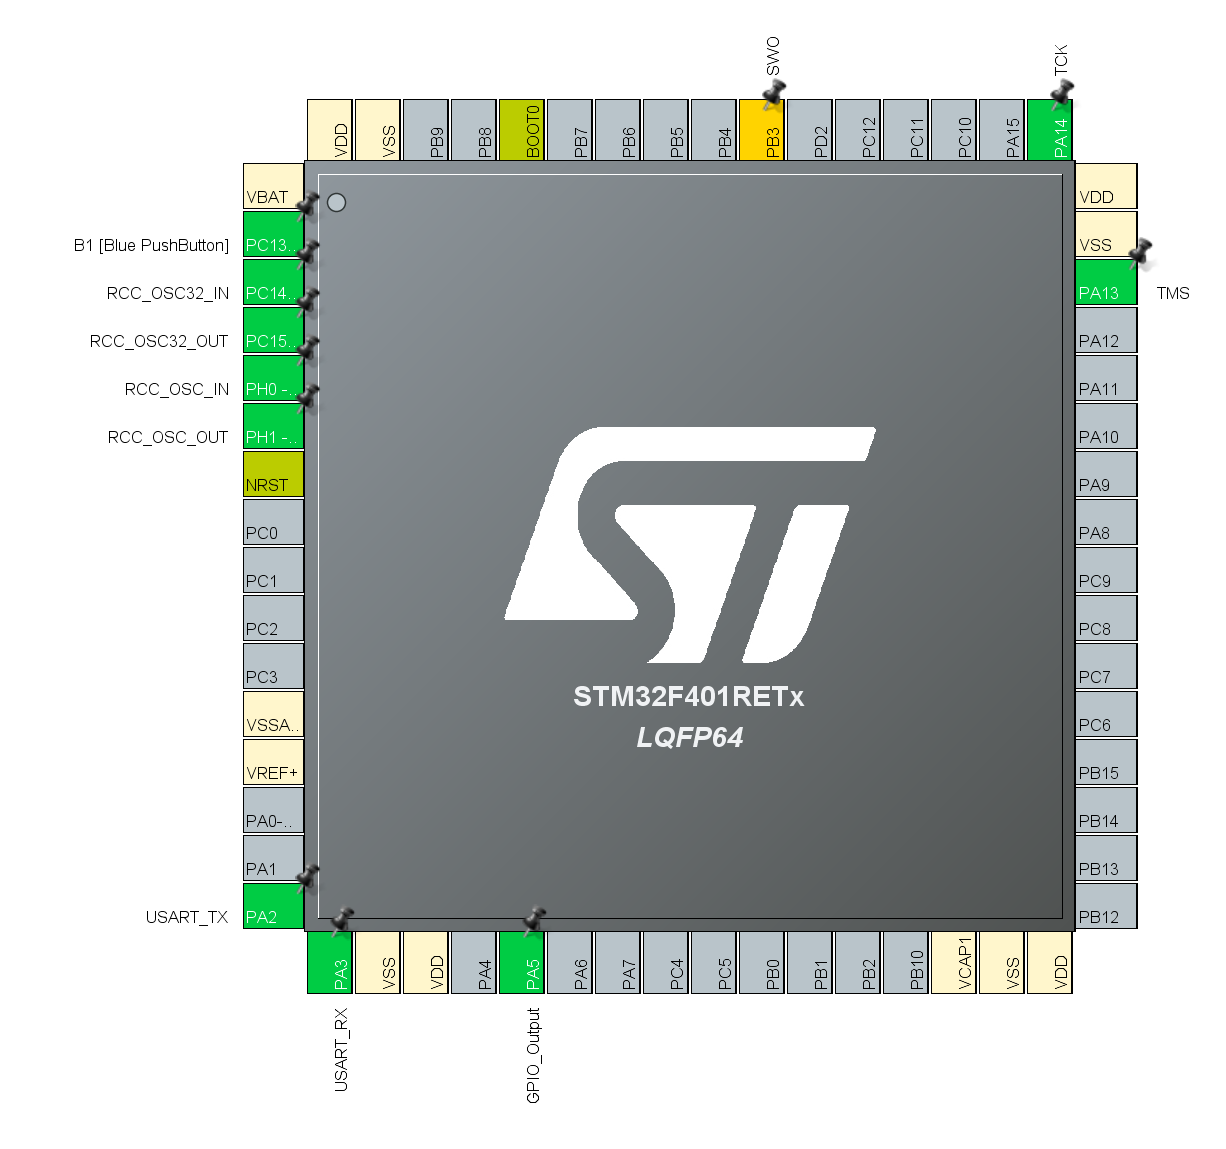 SWO
TCK
VDD
VSS
PB9
PB8
BOOT0
PB7
PB6
PB5
PB4
PB3
PD2
PC12
PC11
PC10
PA15
PA14
VBAT
VDD
VSS
B1 [Blue PushButton] PC13..
RCC_OSC32_IN PC14..
PA13 TMS
RCC_OSC32_OUT PC15..
PA12
RCC_OSC_IN PH0 -..
PA11
RCC_OSC_OUT PH1 -..
PA10
NRST
PA9
PC0
PA8
PC1
PC9
PC2
PC8
PC3
PC7
VSSA..
PC6
VREF+
PB15
PA0-..
PB14
PA1
PB13
USART_TX PA2
PB12
ST
STM32F401RETx
LQFP64
PA3
VSS
VDD
PA4
PA5
PA6
PA7
PC4
PC5
PB0
PB1
PB2
PB10
VCAP1
VSS
VDD
USART_RX
GPIO_Output